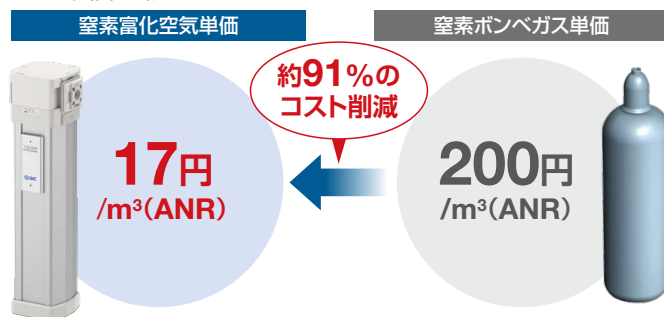 窒素富化空気単価
窒素ボンベガス単価
約91%の
コスト削減
17円
/m³(ANR)
200円
/m³(ANR)
SMC